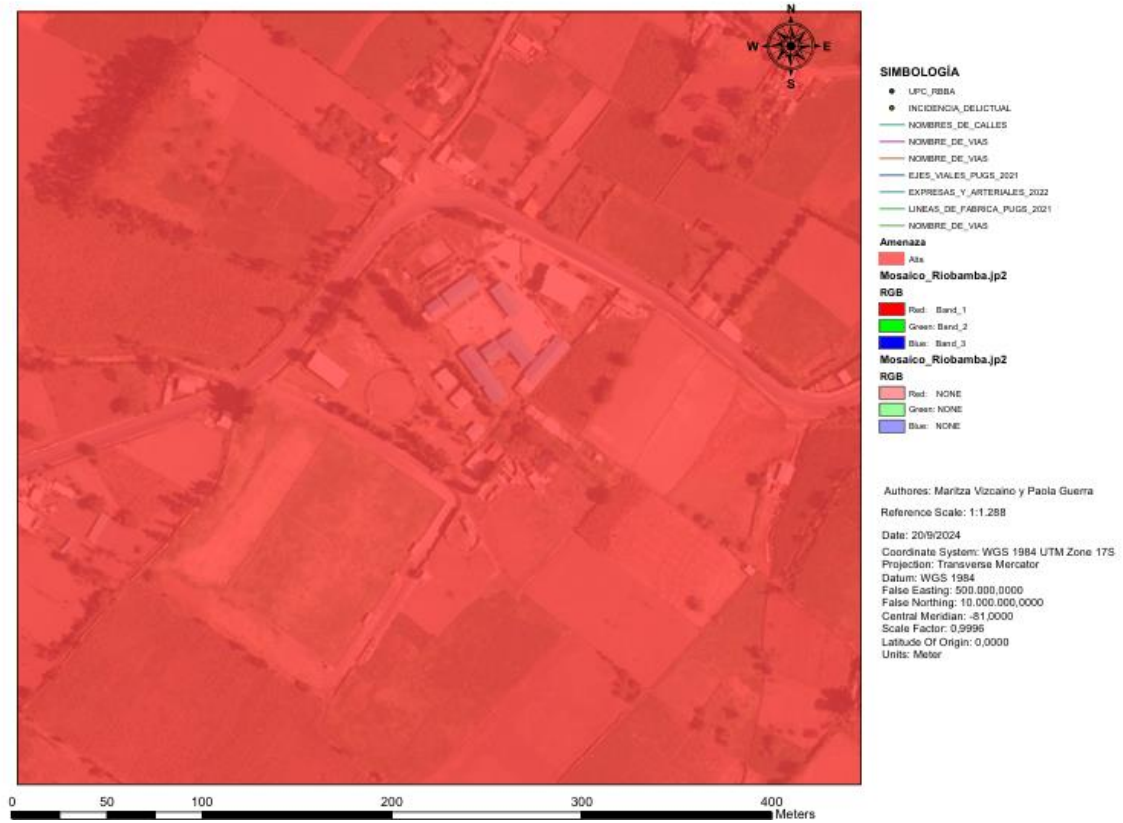 N
W E
S
SIMBOLOGÍA
UPC_RBBA
INCIDENCIA_DELICTUAL
NOMBRES_DE_CALLES
NOMBRE_DE_VIAS
NOMBRE_DE_VIAS
EJES_VIALES_PUGS_2021
EXPRESAS_Y_ARTERIALES_2022
LINEAS_DE_FABRICA_PUGS_2021
NOMBRE_DE_VIAS
Amenaza
Alta
Mosaico_Riobamba.jp2
RGB
Red: Band_1
Green: Band_2
Blue: Band_3
Mosaico_Riobamba.jp2
RGB
Red: NONE
Green: NONE
Blue: NONE
Authores: Maritza Vizcaino y Paola Guerra
Reference Scale: 1:1.288
Date: 20/9/2024
Coordinate System: WGS 1984 UTM Zone 17S
Projection: Transverse Mercator
Datum: WGS 1984
False Easting: 500.000,0000
False Northing: 10.000.000,0000
Central Meridian: -81,0000
Scale Factor: 0,9996
Latitude Of Origin: 0,0000
Units: Meter
0 50 100 200 300 400
Meters